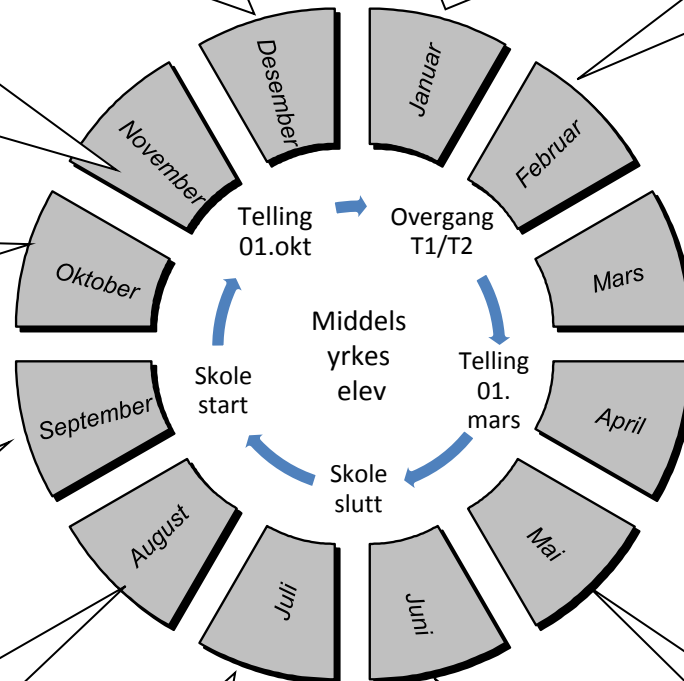 Januar
Februar
Mars
April
Mai
Juni
Juli
August
September
Oktober
November
Desember
Telling
01.okt
Overgang
T1/T2
Telling
01.
mars
Skole
slutt
Skole
start
Middels
yrkes
elev